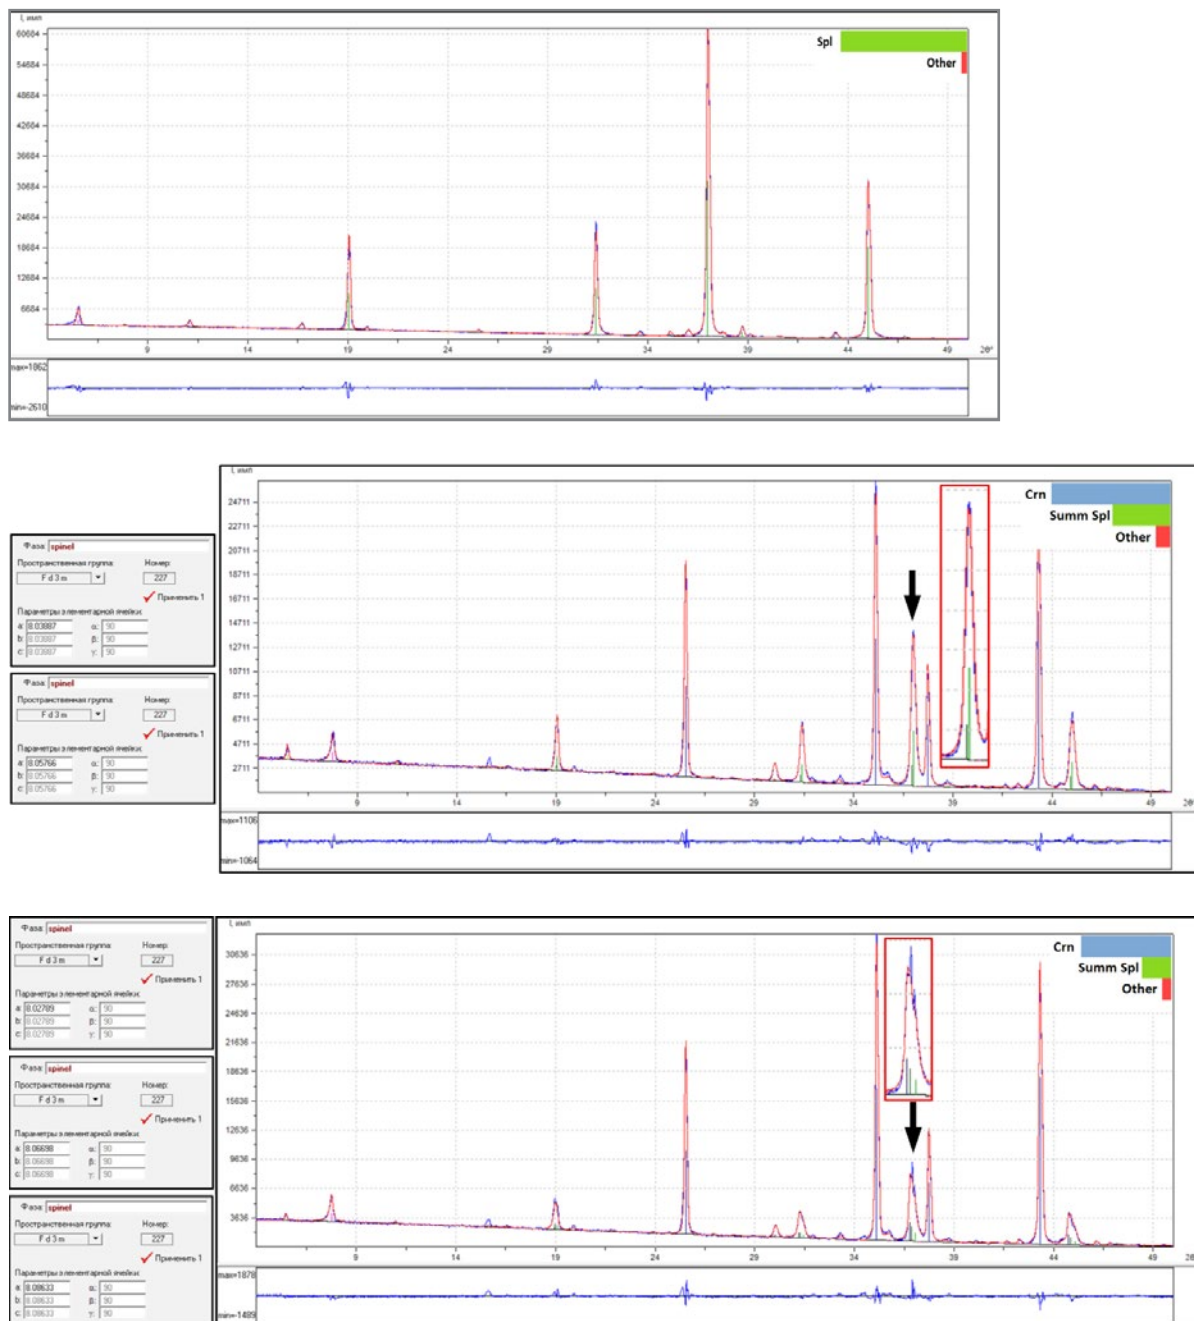 I, имп
60684
54684
48684
42684
36684
30684
24684
18684
12684
6684
Spl
Other
9 14 19 24 29 34 39 44 49 2θ°
max=1862
min=-2610
Фаза: spinel
Пространственная группа: Номер:
F d 3 m 227
Применить 1
Параметры элементарной ячейки:
a: 8.03887 α: 90
b: 8.03887 β: 90
c: 8.03887 γ: 90
Фаза: spinel
Пространственная группа: Номер:
F d 3 m 227
Применить 1
Параметры элементарной ячейки:
a: 8.05766 α: 90
b: 8.05766 β: 90
c: 8.05766 γ: 90
I, имп
24711
22711
20711
18711
16711
14711
12711
10711
8711
6711
4711
2711
Crn
Summ Spl
Other
9 14 19 24 29 34 39 44 49 2θ°
max=1106
min=-1064
Фаза: spinel
Пространственная группа: Номер:
F d 3 m 227
Применить 1
Параметры элементарной ячейки:
a: 8.02789 α: 90
b: 8.02789 β: 90
c: 8.02789 γ: 90
Фаза: spinel
Пространственная группа: Номер:
F d 3 m 227
Применить 1
Параметры элементарной ячейки:
a: 8.06698 α: 90
b: 8.06698 β: 90
c: 8.06698 γ: 90
Фаза: spinel
Пространственная группа: Номер:
F d 3 m 227
Применить 1
Параметры элементарной ячейки:
a: 8.08633 α: 90
b: 8.08633 β: 90
c: 8.08633 γ: 90
I, имп
30636
27636
24636
21636
18636
15636
12636
9636
6636
3636
Crn
Summ Spl
Other
9 14 19 24 29 34 39 44 49 2θ°
max=1878
min=-1489